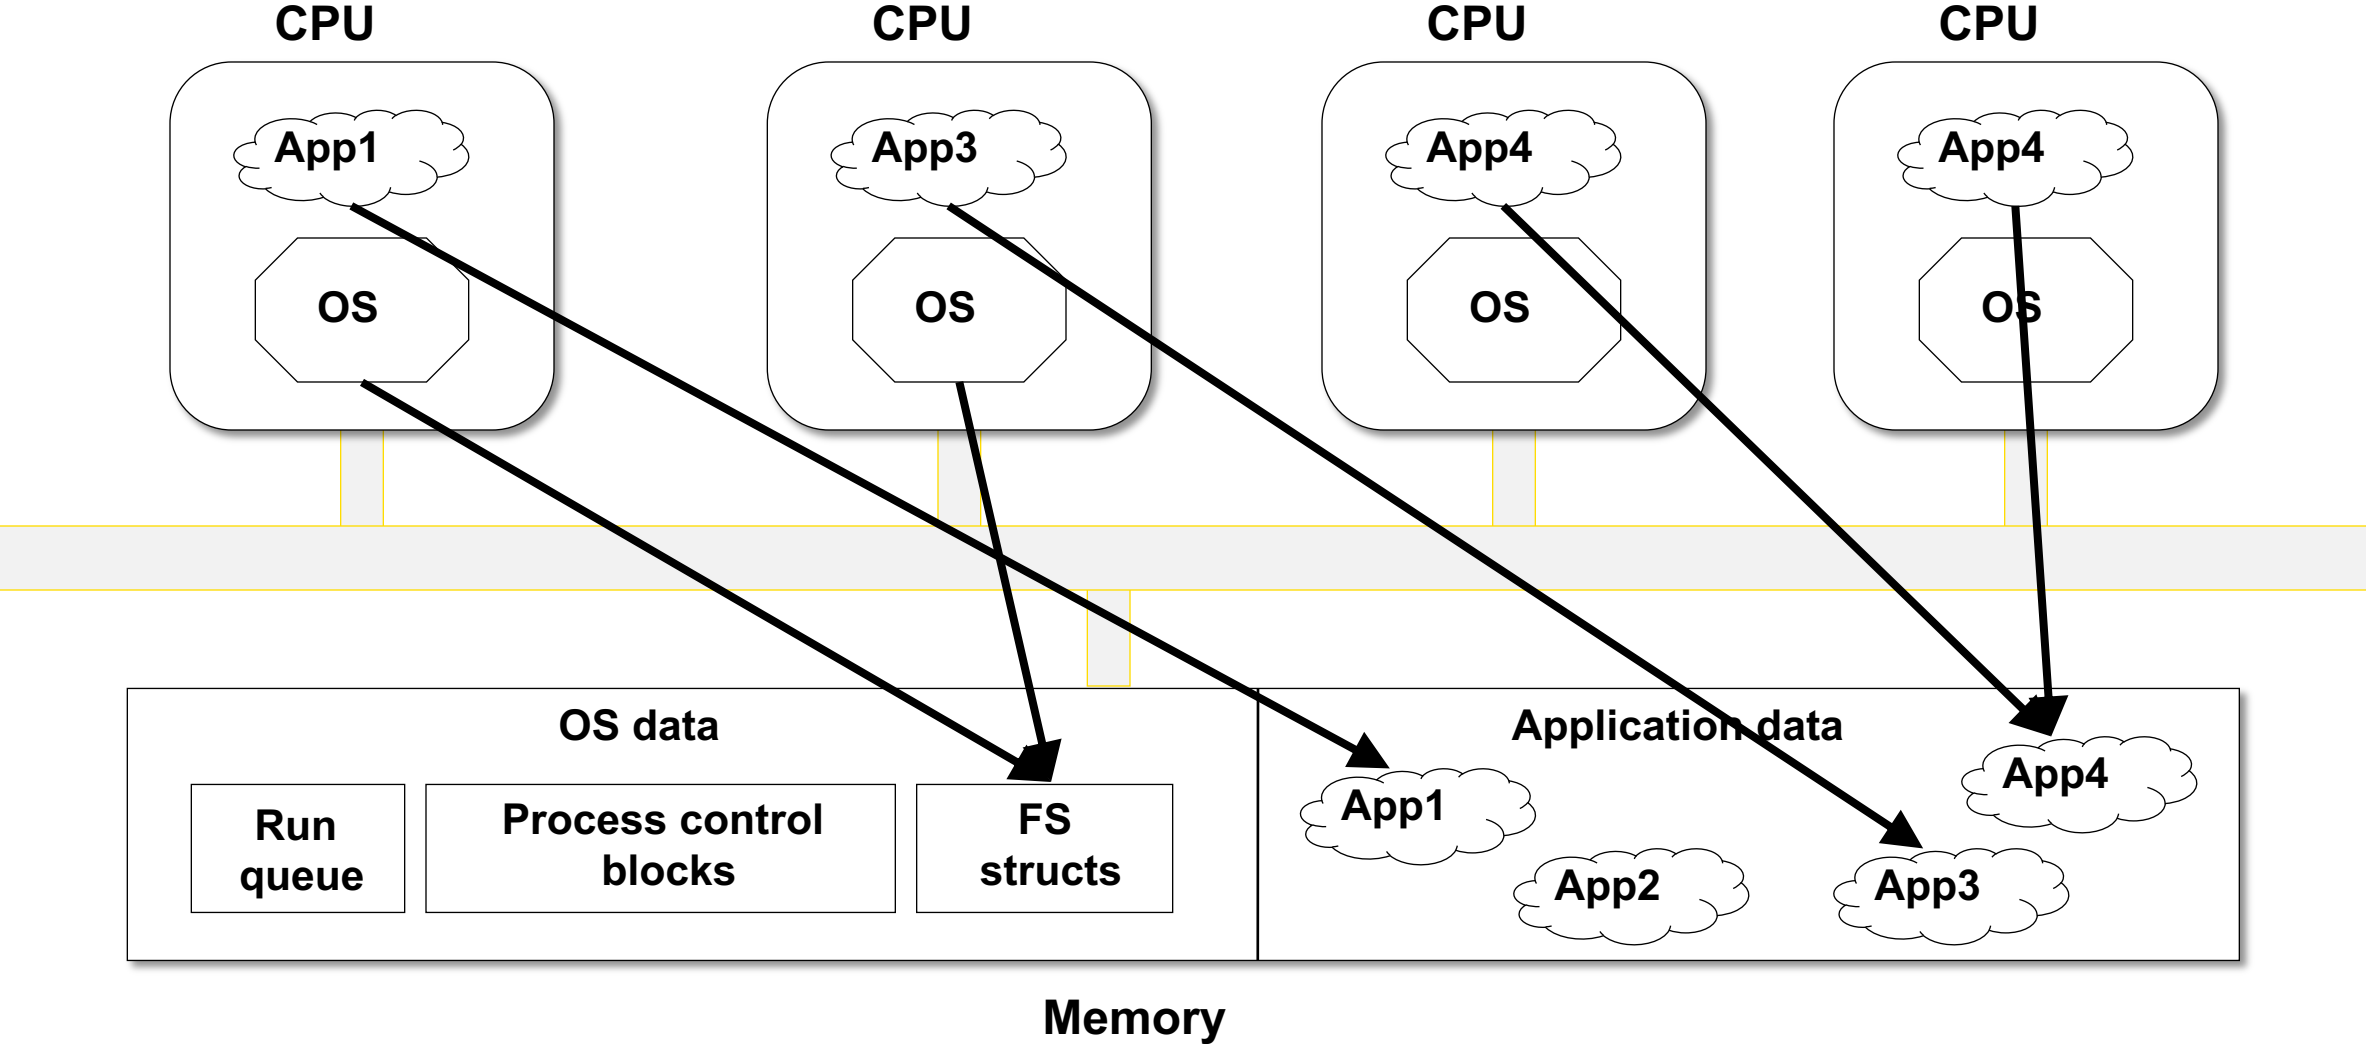 CPU
CPU
CPU
CPU
App1
App3
App4
App4
OS
OS
OS
OS
OS data
Application data
Run
queue
Process control
blocks
FS
structs
App1
App2
App3
App4
Memory